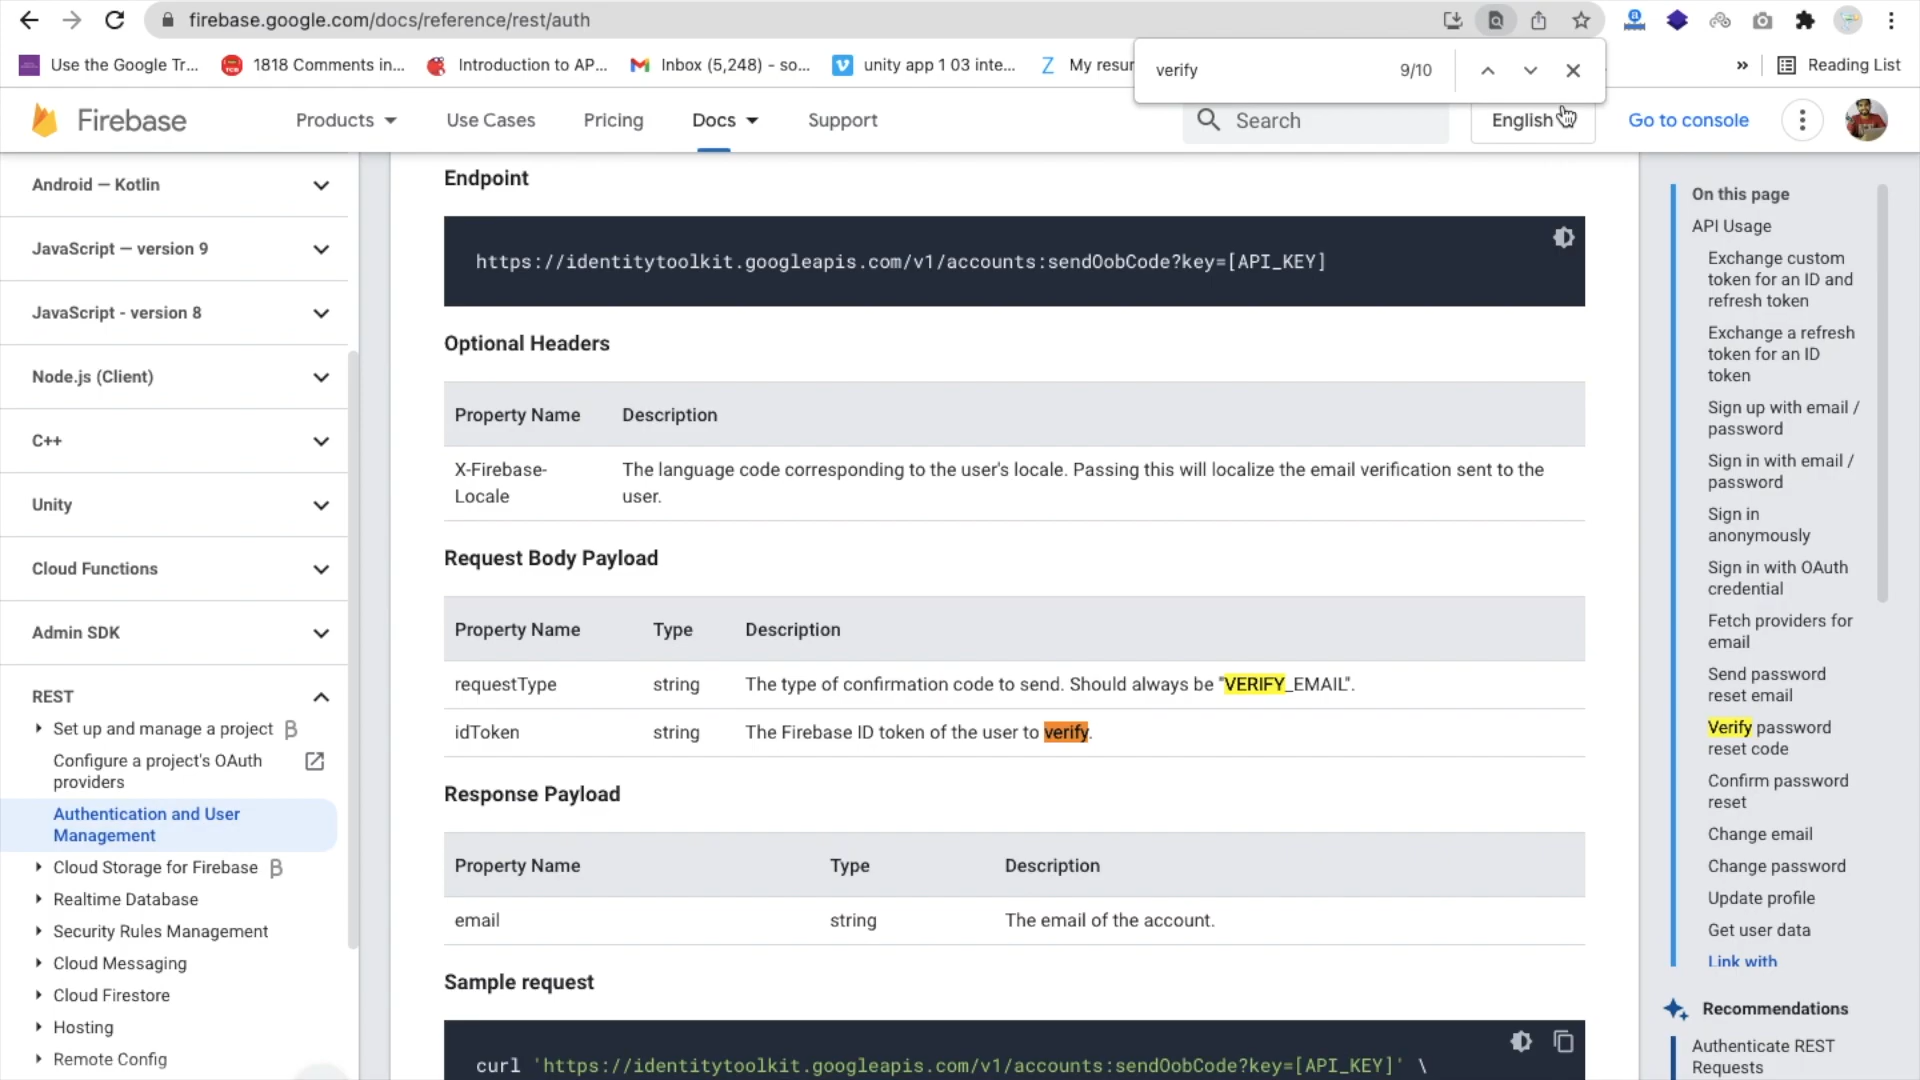 firebase.google.com/docs/reference/rest/auth
Use the Google Tr...
1818 Comments in...
Introduction to AP...
Inbox (5,248) - so...
unity app 1 03 inte...
My resur
»
Reading List
verify
9/10
Firebase
Products
Use Cases
Pricing
Docs
Support
Search
English
Go to console
Android — Kotlin
JavaScript — version 9
JavaScript - version 8
Node.js (Client)
C++
Unity
Cloud Functions
Admin SDK
REST
Set up and manage a project β
Configure a project's OAuth
providers
Authentication and User
Management
Cloud Storage for Firebase β
Realtime Database
Security Rules Management
Cloud Messaging
Cloud Firestore
Hosting
Remote Config
Endpoint
https://identitytoolkit.googleapis.com/v1/accounts:sendOobCode?key=[API_KEY]
Optional Headers
Property Name Description
X-Firebase-
Locale
The language code corresponding to the user's locale. Passing this will localize the email verification sent to the
user.
Request Body Payload
Property Name Type Description
requestType string The type of confirmation code to send. Should always be "VERIFY_EMAIL".
idToken string The Firebase ID token of the user to verify.
Response Payload
Property Name Type Description
email string The email of the account.
Sample request
curl 'https://identitytoolkit.googleapis.com/v1/accounts:sendOobCode?key=[API_KEY]' \
On this page
API Usage
Exchange custom
token for an ID and
refresh token
Exchange a refresh
token for an ID
token
Sign up with email /
password
Sign in with email /
password
Sign in
anonymously
Sign in with OAuth
credential
Fetch providers for
email
Send password
reset email
Verify password
reset code
Confirm password
reset
Change email
Change password
Update profile
Get user data
Link with
Recommendations
Authenticate REST
Requests